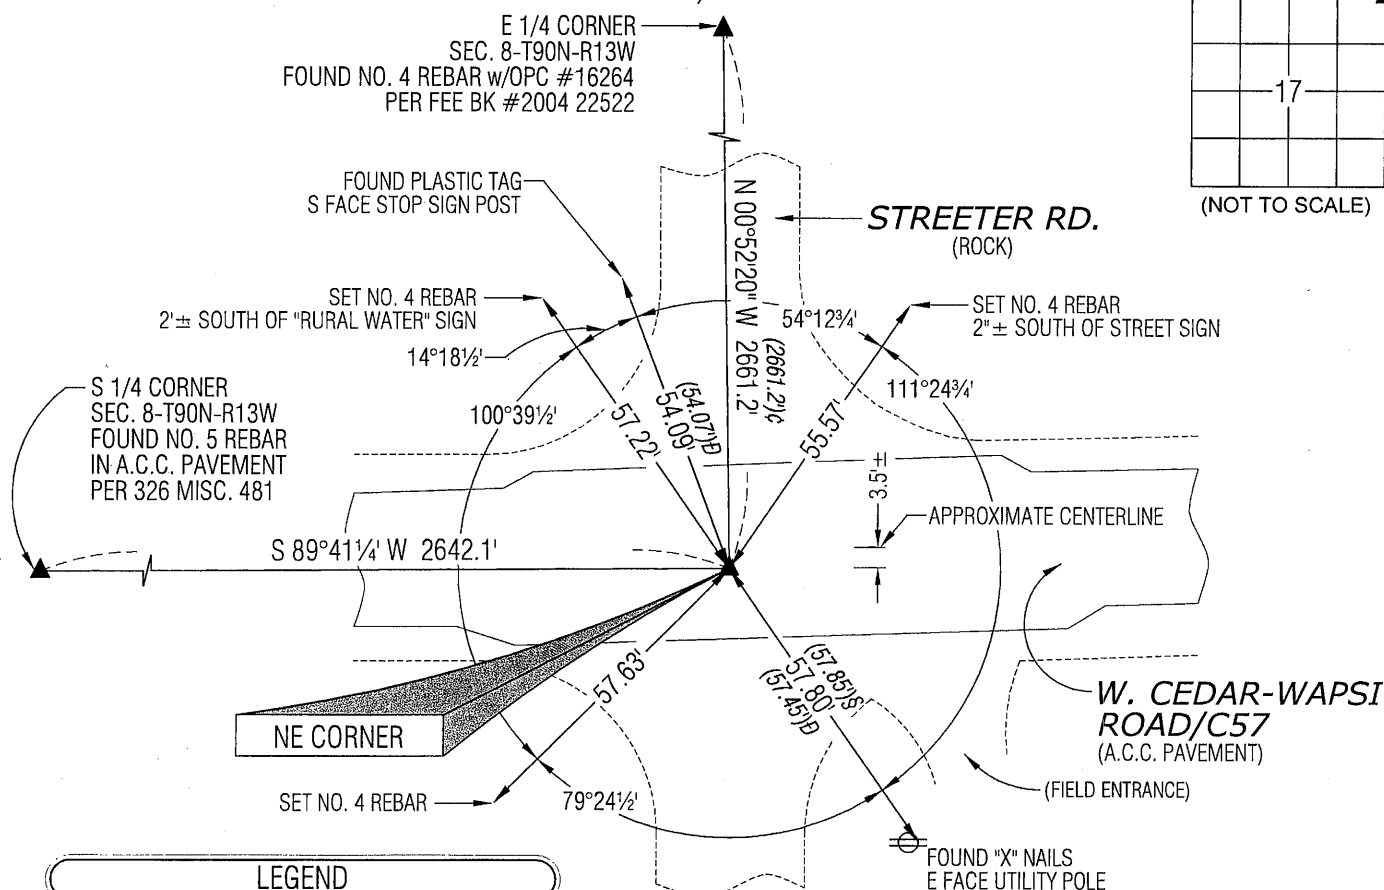 E 1/4 CORNER
SEC. 8-T90N-R13W
FOUND NO. 4 REBAR w/OPC #16264
PER FEE BK #2004 22522
17
(NOT TO SCALE)
FOUND PLASTIC TAG
S FACE STOP SIGN POST
N 00°52'20" W 2661.2'
(2661.2')¢
STREETER RD.
(ROCK)
SET NO. 4 REBAR
2'± SOUTH OF "RURAL WATER" SIGN
SET NO. 4 REBAR
2"± SOUTH OF STREET SIGN
54°12¾'
14°18½'
111°24¾'
100°39½'
S 1/4 CORNER
SEC. 8-T90N-R13W
FOUND NO. 5 REBAR
IN A.C.C. PAVEMENT
PER 326 MISC. 481
57.22'
(54.07')Đ
54.09'
55.57'
3.5'±
APPROXIMATE CENTERLINE
S 89°41¼' W 2642.1'
57.63'
(57.85')S
57.80'
(57.45')Đ
NE CORNER
W. CEDAR-WAPSI
ROAD/C57
(A.C.C. PAVEMENT)
(FIELD ENTRANCE)
SET NO. 4 REBAR
79°24½'
FOUND "X" NAILS
E FACE UTILITY POLE
LEGEND